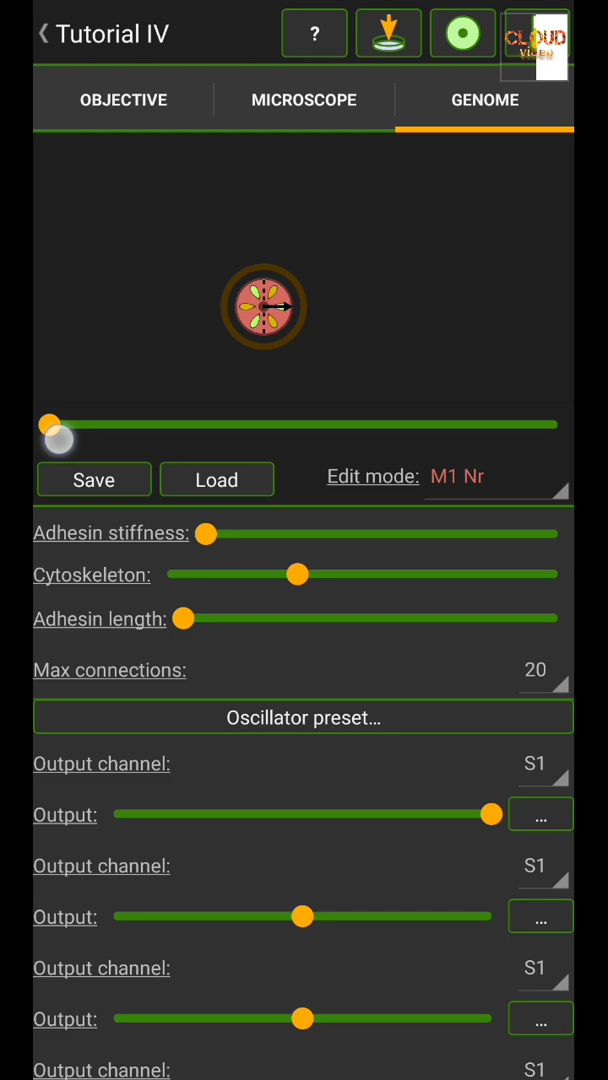 Tutorial IV
?
CLOUD
Video
OBJECTIVE
MICROSCOPE
GENOME
Save
Load
Edit mode:
M1 Nr
Adhesin stiffness:
Cytoskeleton:
Adhesin length:
Max connections:
20
Oscillator preset...
Output channel:
S1
Output:
...
Output channel:
S1
Output:
...
Output channel:
S1
Output:
...
Output channel:
S1